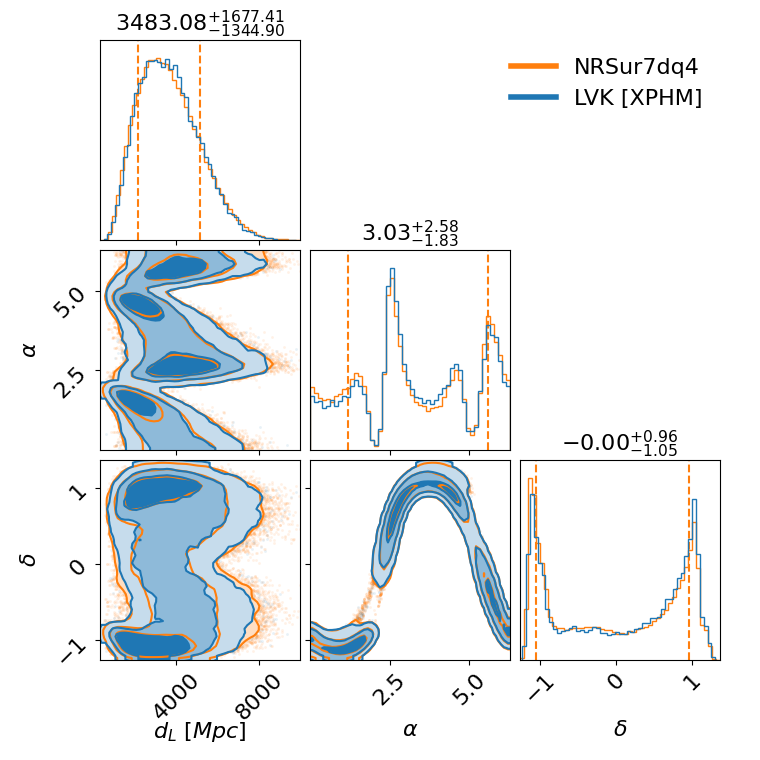 3483.08+1677.41−1344.90
NRSur7dq4
LVK [XPHM]
3.03+2.58−1.83
5.0
2.5
α
−0.00+0.96−1.05
1
0
−1
δ
4000
8000
2.5
5.0
−1
0
1
d_L [Mpc]
α
δ